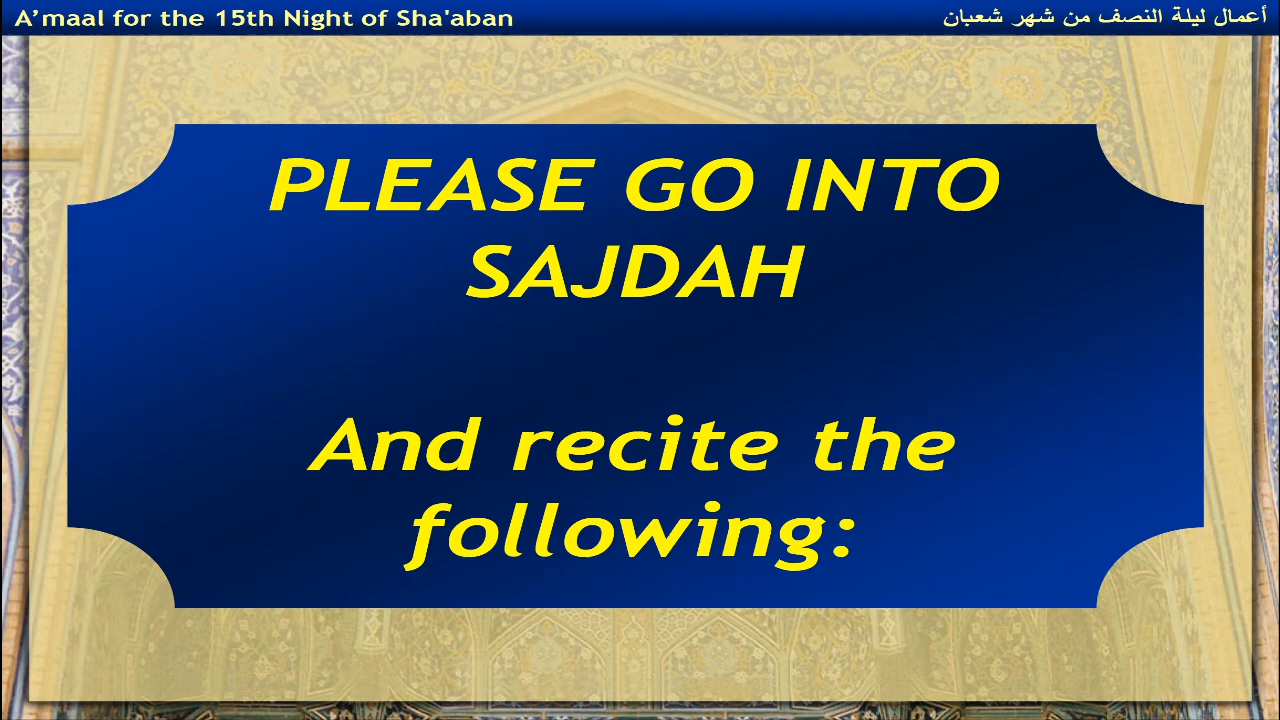 A’maal for the 15th Night of Sha'aban
أعمال ليلة النصف من شهر شعبان
PLEASE GO INTO
SAJDAH
And recite the
following: